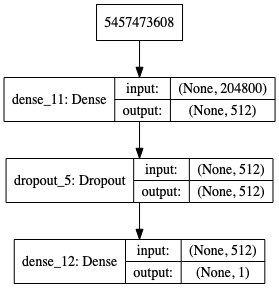 5457473608
dense_11: Dense
input:
(None, 204800)
output:
(None, 512)
dropout_5: Dropout
input:
(None, 512)
output:
(None, 512)
dense_12: Dense
input:
(None, 512)
output:
(None, 1)